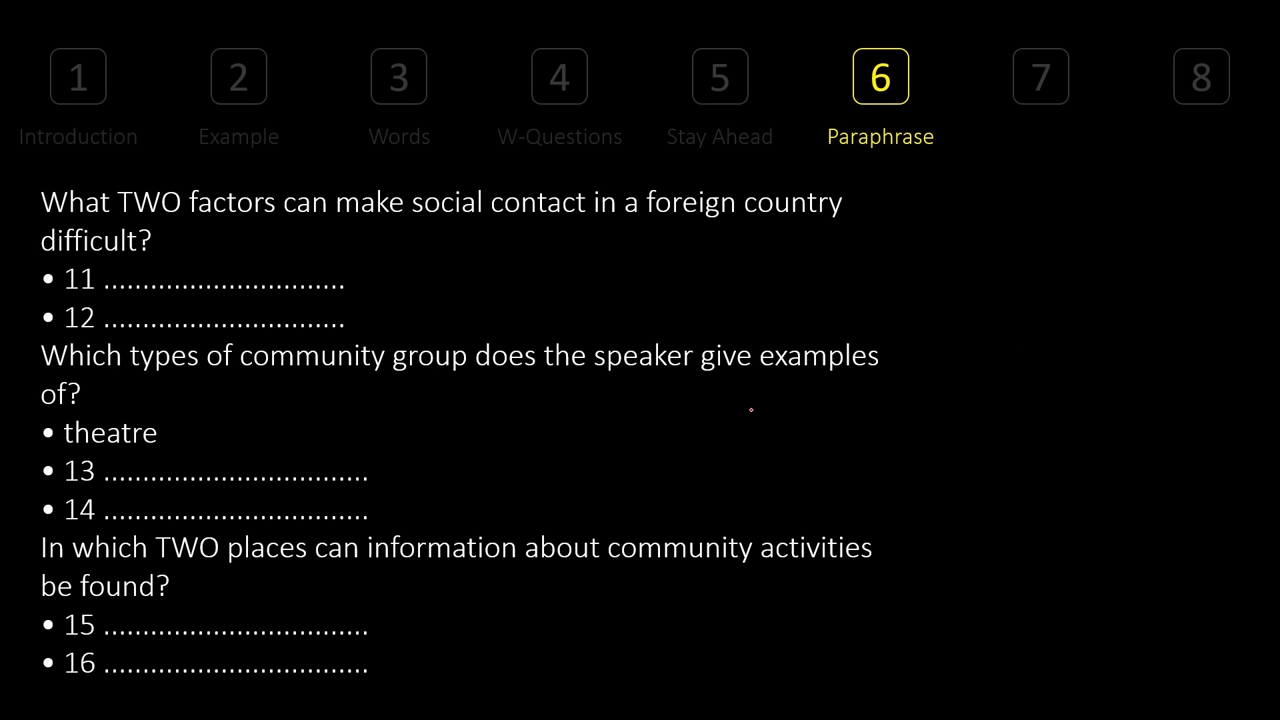 1 2 3 4 5 6 7 8
Introduction Example Words W-Questions Stay Ahead Paraphrase
What TWO factors can make social contact in a foreign country
difficult?
• 11 ...............................
• 12 ...............................
Which types of community group does the speaker give examples
of?
• theatre
• 13 ..................................
• 14 ..................................
In which TWO places can information about community activities
be found?
• 15 ..................................
• 16 ..................................